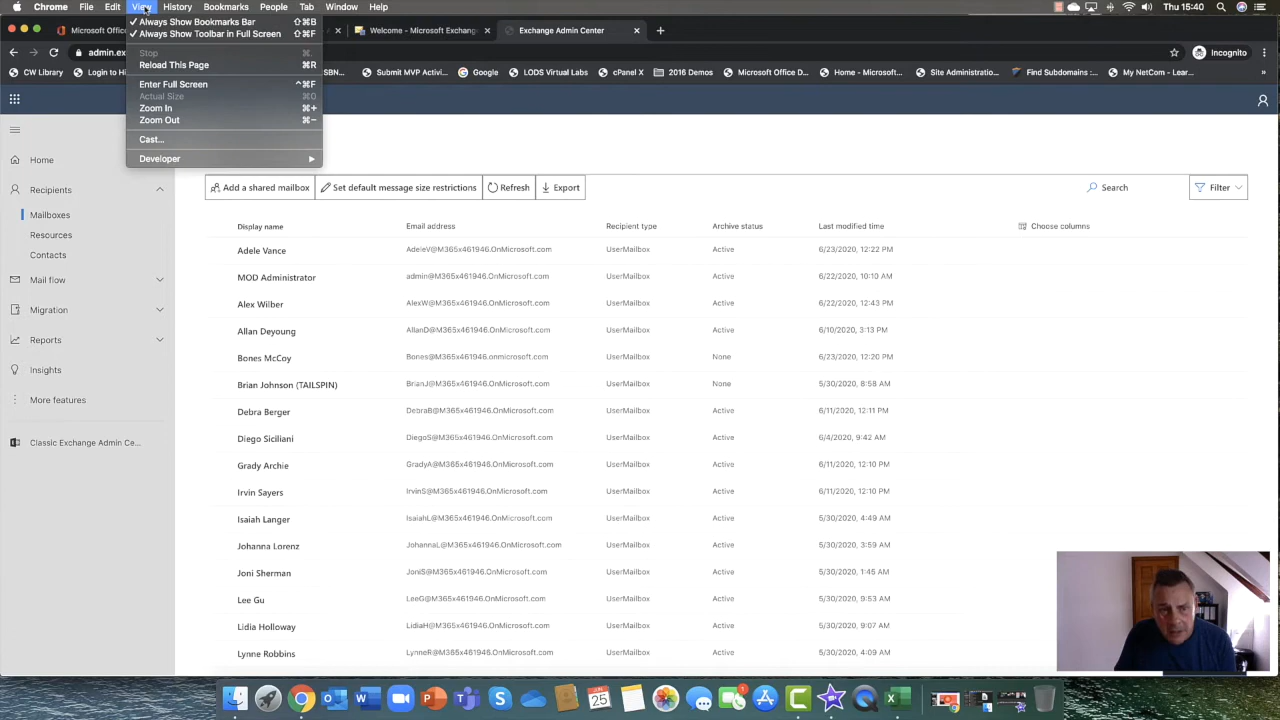 Chrome File Edit View History Bookmarks People Tab Window Help Thu 15:40
Always Show Bookmarks Bar ⇧⌘B
Always Show Toolbar in Full Screen ⇧⌘F
Stop ⌘.
Reload This Page ⌘R
Enter Full Screen ^⌘F
Actual Size ⌘0
Zoom In ⌘+
Zoom Out ⌘−
Cast...
Developer
Microsoft Offic
Welcome - Microsoft Exchang
Exchange Admin Center
admin.ex
Incognito
CW Library
Login to Hi
SBN...
Submit MVP Activi...
Google
LODS Virtual Labs
cPanel X
2016 Demos
Microsoft Office D...
Office 365
Site Administratio...
Find Subdomains :...
My NetCom - Lear...
»
Home
Recipients
Mailboxes
Resources
Contacts
Mail flow
Migration
Reports
Insights
More features
Classic Exchange Admin Ce...
Add a shared mailbox Set default message size restrictions Refresh Export Search Filter
Display name Email address Recipient type Archive status Last modified time Choose columns
Adele Vance AdeleV@M365x461946.OnMicrosoft.com UserMailbox Active 6/23/2020, 12:22 PM
MOD Administrator admin@M365x461946.OnMicrosoft.com UserMailbox Active 6/22/2020, 10:10 AM
Alex Wilber AlexW@M365x461946.OnMicrosoft.com UserMailbox Active 6/22/2020, 12:43 PM
Allan Deyoung AllanD@M365x461946.OnMicrosoft.com UserMailbox Active 6/10/2020, 3:13 PM
Bones McCoy Bones@M365x461946.onmicrosoft.com UserMailbox None 6/23/2020, 12:20 PM
Brian Johnson (TAILSPIN) BrianJ@M365x461946.OnMicrosoft.com UserMailbox None 5/30/2020, 8:58 AM
Debra Berger DebraB@M365x461946.OnMicrosoft.com UserMailbox Active 6/11/2020, 12:11 PM
Diego Siciliani DiegoS@M365x461946.OnMicrosoft.com UserMailbox Active 6/4/2020, 9:42 AM
Grady Archie GradyA@M365x461946.OnMicrosoft.com UserMailbox Active 6/11/2020, 12:10 PM
Irvin Sayers IrvinS@M365x461946.OnMicrosoft.com UserMailbox Active 6/11/2020, 12:10 PM
Isaiah Langer IsaiahL@M365x461946.OnMicrosoft.com UserMailbox Active 5/30/2020, 4:49 AM
Johanna Lorenz JohannaL@M365x461946.OnMicrosoft.com UserMailbox Active 5/30/2020, 3:59 AM
Joni Sherman JoniS@M365x461946.OnMicrosoft.com UserMailbox Active 5/30/2020, 1:45 AM
Lee Gu LeeG@M365x461946.OnMicrosoft.com UserMailbox Active 5/30/2020, 9:53 AM
Lidia Holloway LidiaH@M365x461946.OnMicrosoft.com UserMailbox Active 5/30/2020, 9:07 AM
Lynne Robbins LynneR@M365x461946.OnMicrosoft.com UserMailbox Active 5/30/2020, 4:09 AM
JUN
25
1